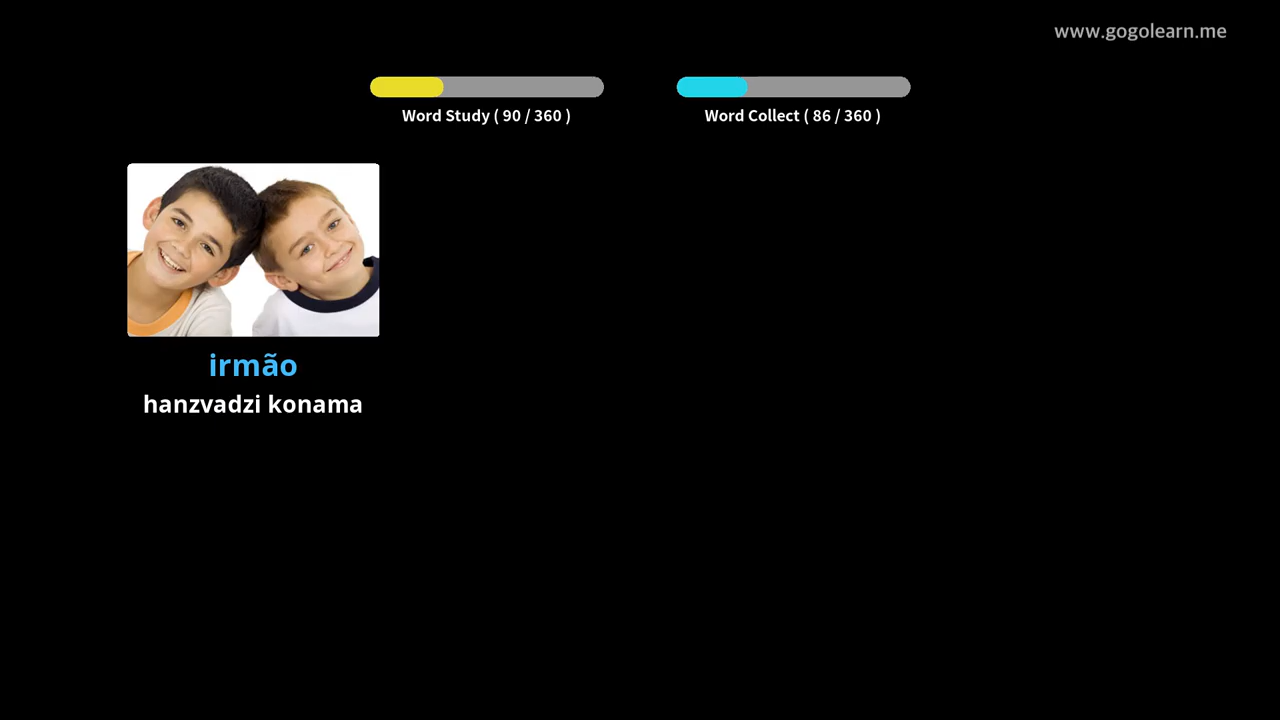 www.gogolearn.me
Word Study ( 90 / 360 )
Word Collect ( 86 / 360 )
irmão
hanzvadzi konama